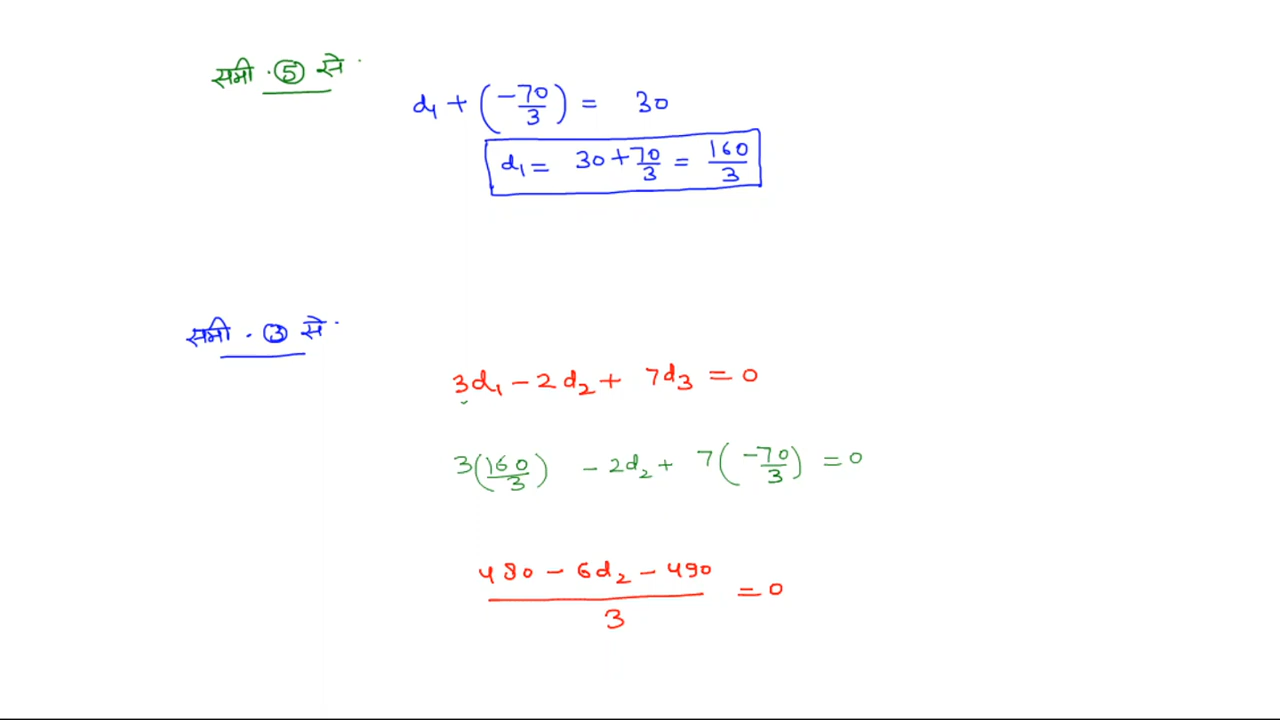 समी. ⑤ से.
d₁ + (-70/3) = 30
d₁ = 30 + 70/3 = 160/3
समी. ③ से.
3d₁ - 2d₂ + 7d₃ = 0
3(160/3) - 2d₂ + 7(-70/3) = 0
(480 - 6d₂ - 490)/3 = 0